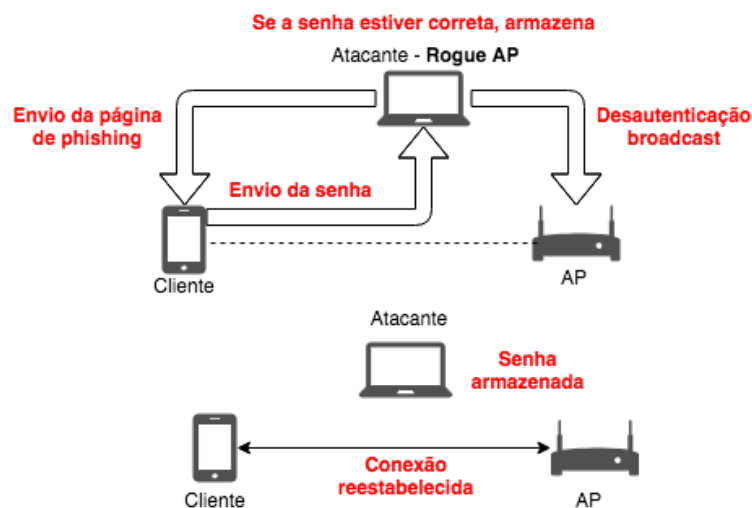 Se a senha estiver correta, armazena
Atacante - Rogue AP
Envio da página
de phishing
Desautenticação
broadcast
Envio da senha
Cliente
AP
Atacante
Senha
armazenada
Conexão
reestabelecida
Cliente
AP